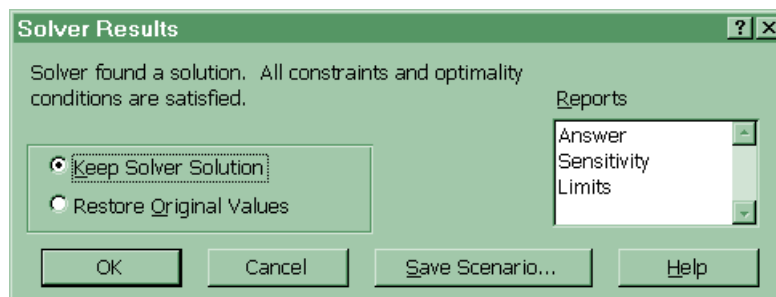 Solver Results
? X
Solver found a solution. All constraints and optimality
conditions are satisfied.
Reports
Answer
Sensitivity
Limits
Keep Solver Solution
Restore Original Values
OK
Cancel
Save Scenario...
Help